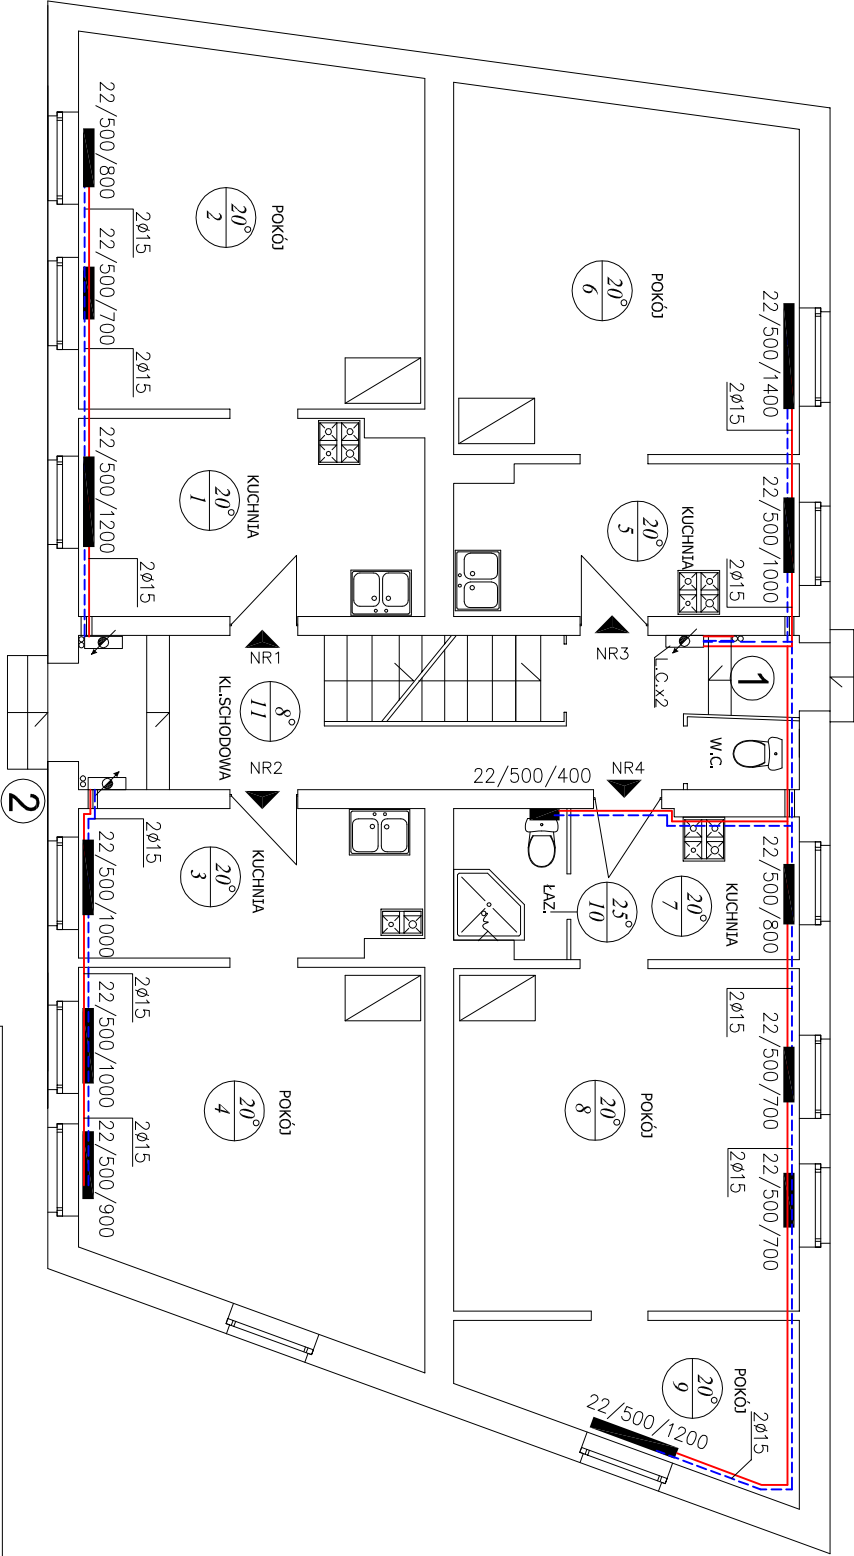 22/500/800
2ø15
22/500/700
2ø15
22/500/1200
2ø15
POKÓJ
20°
2
KUCHNIA
20°
1
POKÓJ
20°
6
22/500/1400
2ø15
KUCHNIA
20°
5
22/500/1000
2ø15
NR1
NR3
L.C.x2
1
KL.SCHODOWA
8°
11
W.C.
NR2
NR4
22/500/400
2
2ø15
22/500/1000
KUCHNIA
20°
3
ŁAZ.
25°
10
KUCHNIA
20°
7
22/500/800
2ø15
22/500/1000
2ø15
22/500/900
POKÓJ
20°
4
POKÓJ
20°
8
2ø15
22/500/700
2ø15
22/500/700
POKÓJ
20°
9
2ø15
22/500/1200